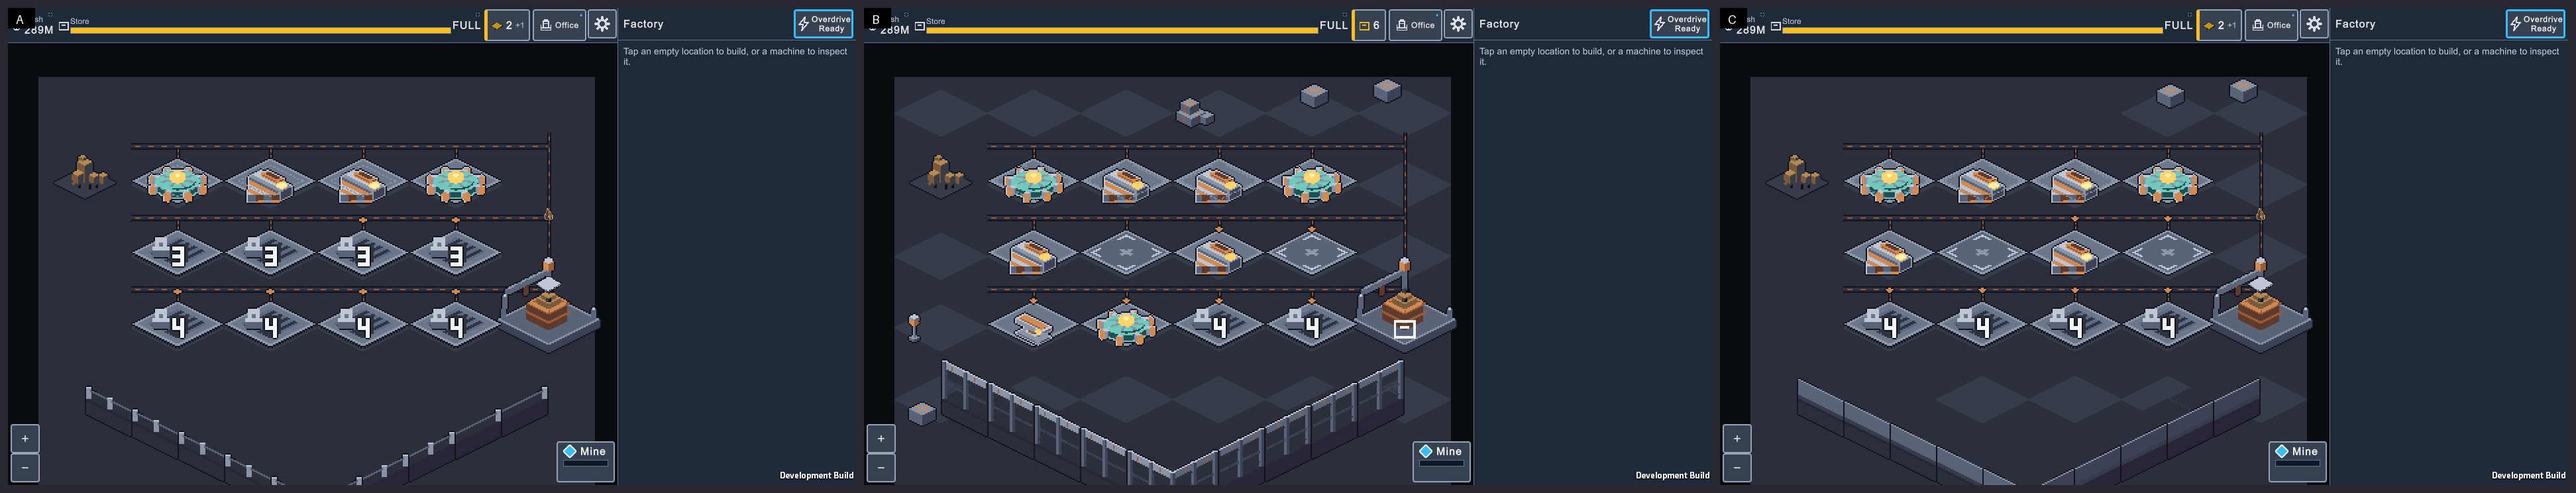 A
sh
289M
Store
FULL
2 +1
Office
Factory
Overdrive
Ready
Tap an empty location to build, or a machine to inspect
it.
3 3 3 3
4 4 4 4
+
−
Mine
Development Build
B
sh
289M
Store
FULL
6
Office
Factory
Overdrive
Ready
Tap an empty location to build, or a machine to inspect
it.
4 4
+
−
Mine
Development Build
C
sh
289M
Store
FULL
2 +1
Office
Factory
Overdrive
Ready
Tap an empty location to build, or a machine to inspect
it.
4 4 4 4
+
−
Mine
Development Build